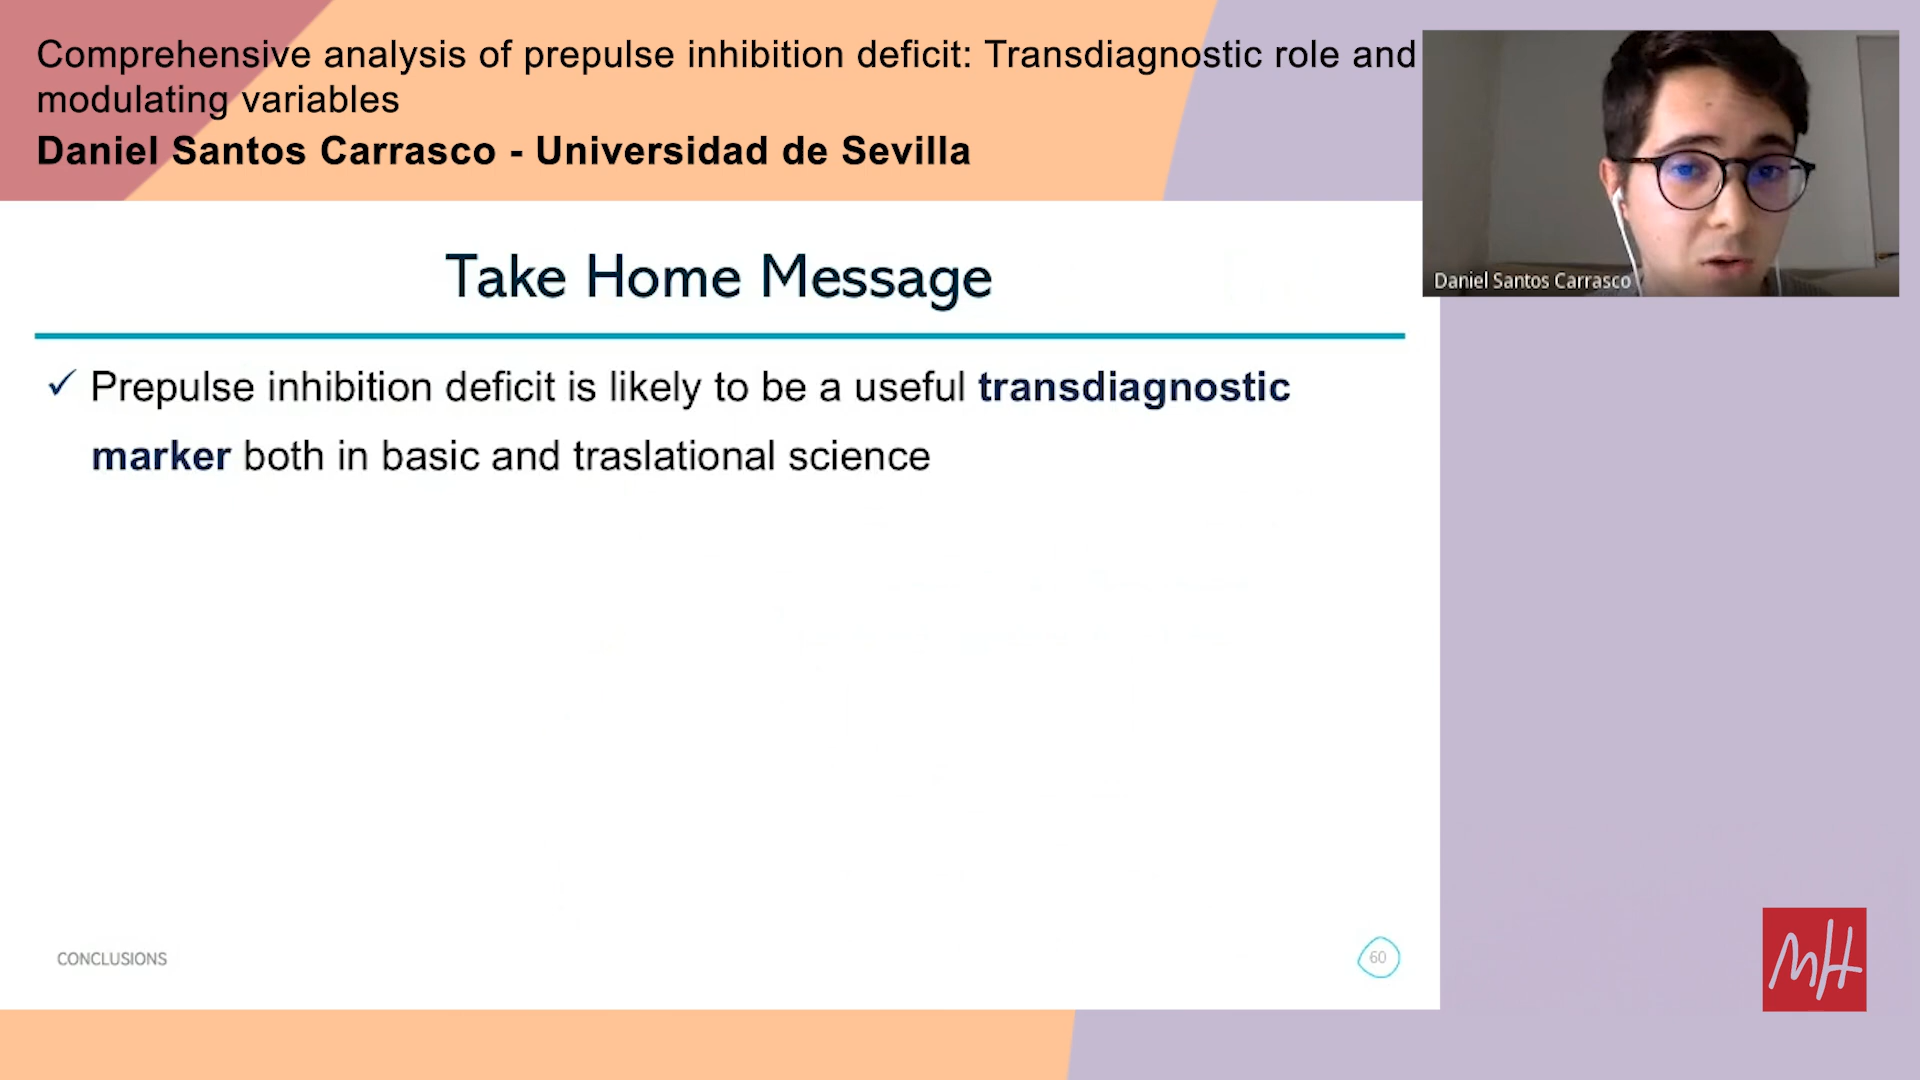 Comprehensive analysis of prepulse inhibition deficit: Transdiagnostic role and
modulating variables
Daniel Santos Carrasco - Universidad de Sevilla
Daniel Santos Carrasco
Take Home Message
✓ Prepulse inhibition deficit is likely to be a useful transdiagnostic
marker both in basic and traslational science
CONCLUSIONS
60
MH